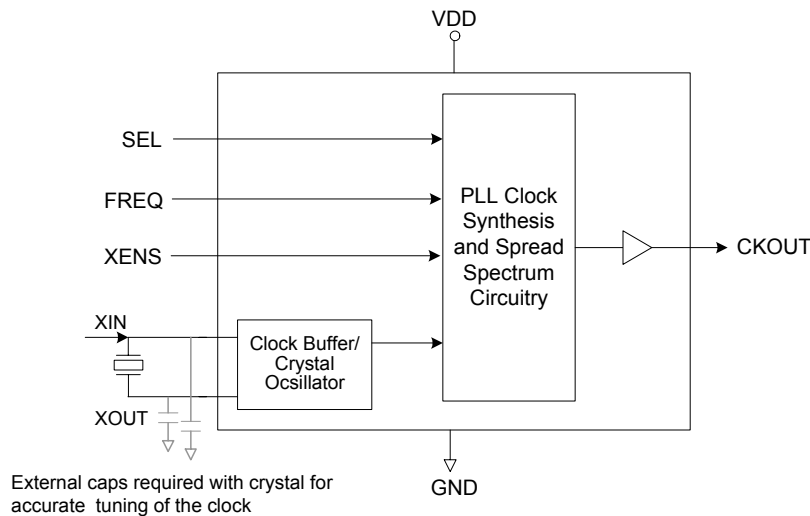 VDD
SEL
FREQ
XENS
PLL Clock
Synthesis
and Spread
Spectrum
Circuitry
CKOUT
XIN
Clock Buffer/
Crystal
Ocsillator
XOUT
GND
External caps required with crystal for
accurate tuning of the clock